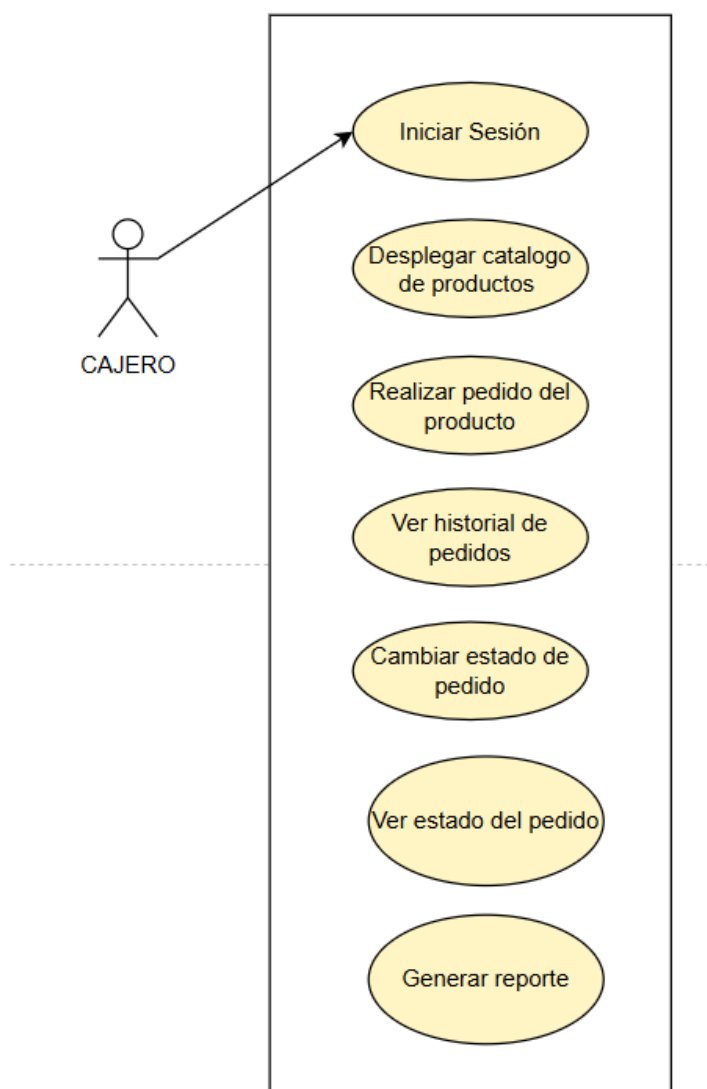 Iniciar Sesión
Desplegar catalogo
de productos
CAJERO
Realizar pedido del
producto
Ver historial de
pedidos
Cambiar estado de
pedido
Ver estado del pedido
Generar reporte